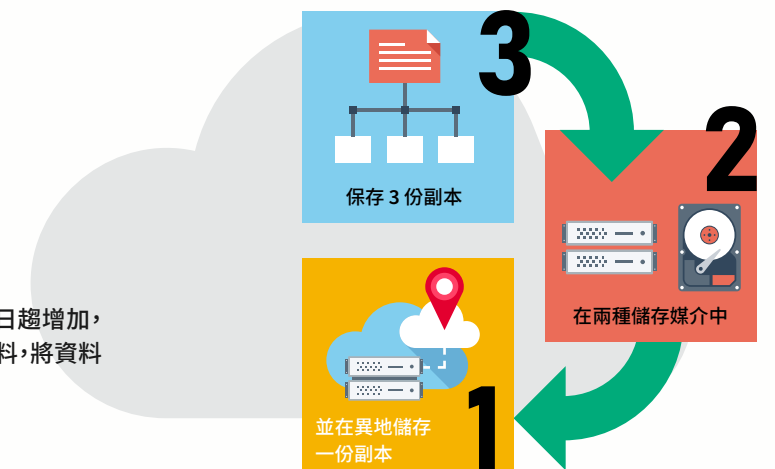 3
保存 3 份副本
2
在兩種儲存媒介中
日趨增加，
料，將資料
1
並在異地儲存
一份副本